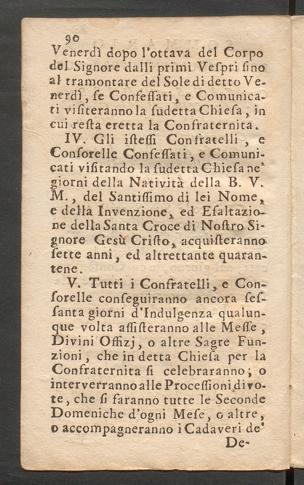 90
Venerdì dopo l'ottava del Corpo
del Signore dalli primi Vespri sino
al tramontare del Sole di detto Ve-
nerdì, se Confessati, e Comunica-
ti visiteranno la sudetta Chiesa, in
cui resta eretta la Confraternita.
IV. Gli istessi Confratelli, e
Consorelle Confessati, e Comuni-
cati visitando la sudetta Chiesa ne'
giorni della Natività della B. V.
M., del Santissimo di lei Nome,
e della Invenzione, ed Esaltazio-
ne della Santa Croce di Nostro Si-
gnore Gesù Cristo, acquisteranno
sette anni, ed altrettante quaran-
tene.
V. Tutti i Confratelli, e Con-
sorelle conseguiranno ancora ses-
santa giorni d'Indulgenza qualun-
que volta assisteranno alle Messe,
Divini Offizj, o altre Sagre Fun-
zioni, che in detta Chiesa per la
Confraternita si celebraranno; o
interverranno alle Processioni divo-
te, che si faranno tutte le Seconde
Domeniche d'ogni Mese, o altre,
o accompagneranno i Cadaveri de'
De-